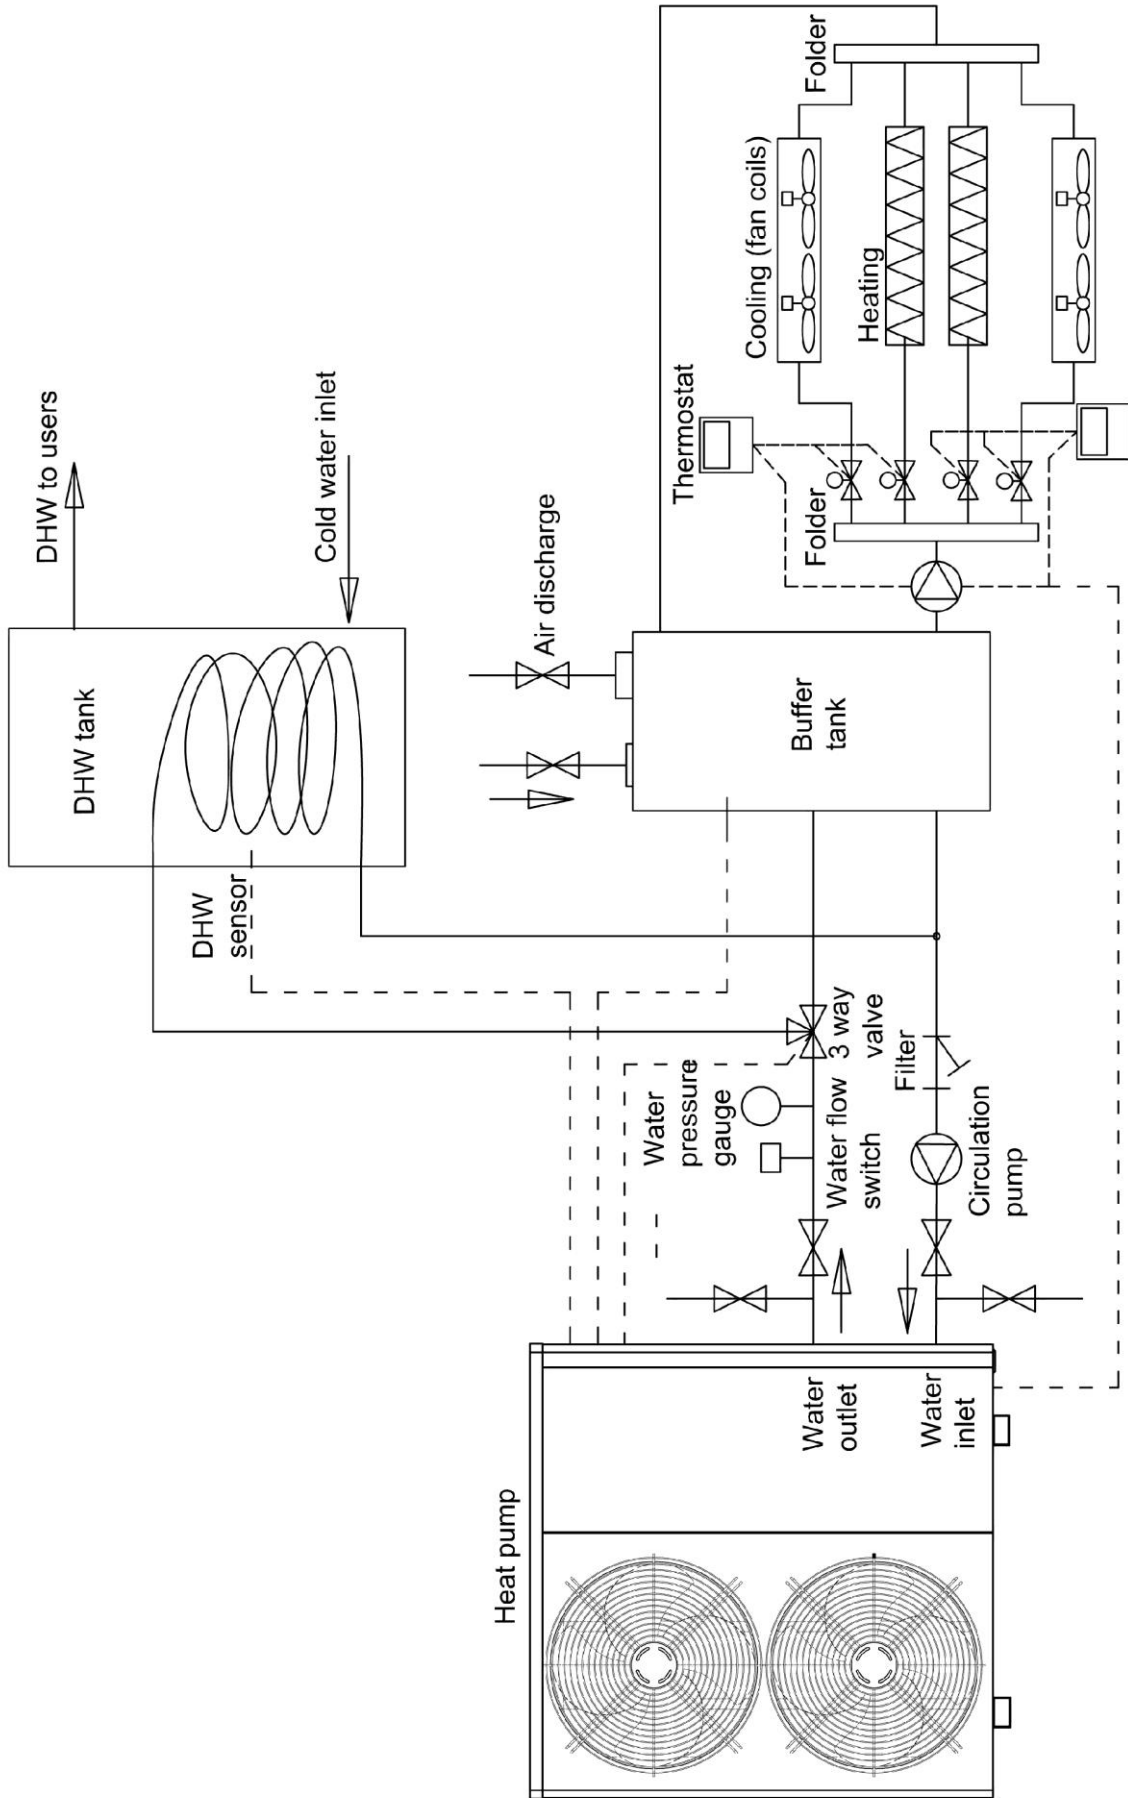 DHW to users
Cold water inlet
DHW tank
DHW
sensor
Air discharge
Buffer
tank
Thermostat
Cooling (fan coils)
Heating
Folder
Folder
Heat pump
Water
pressure
gauge
Water flow
switch
3 way
valve
Filter
Circulation
pump
Water
outlet
Water
inlet